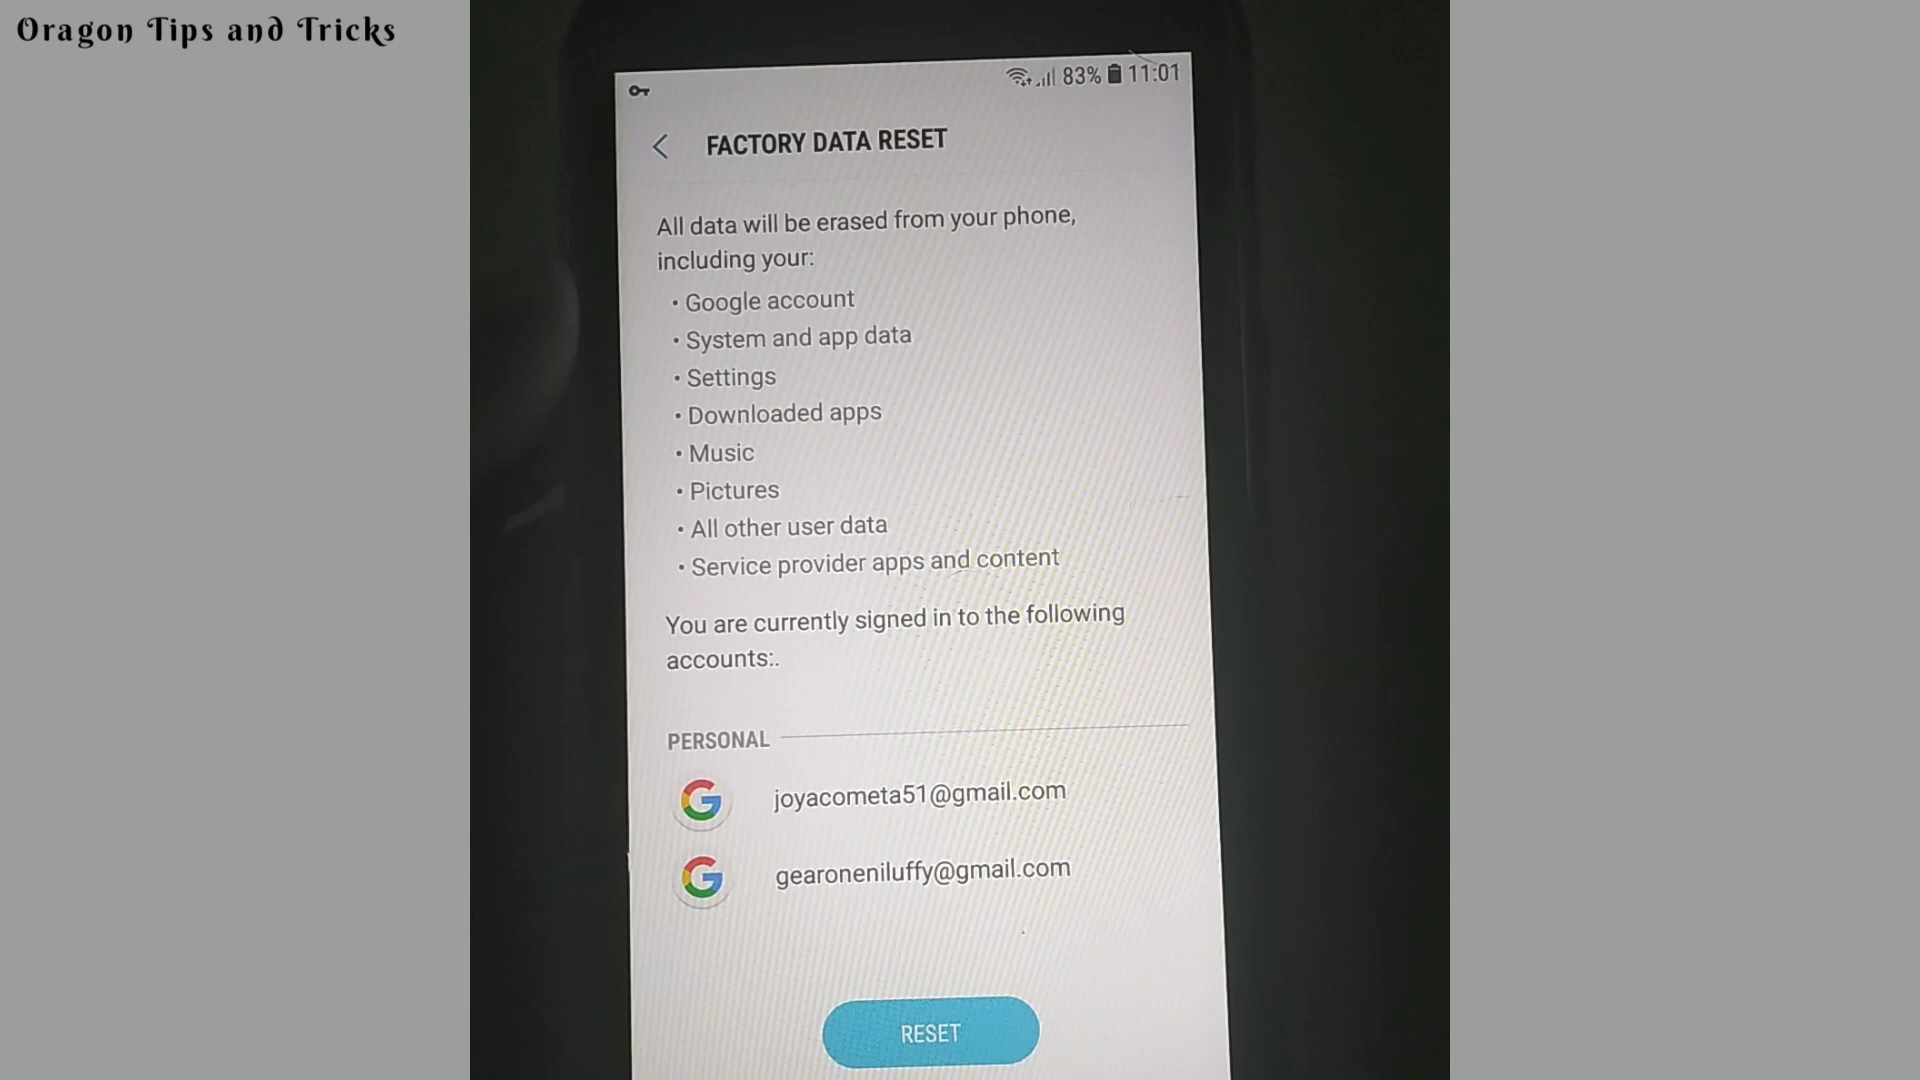 Oragon Tips and Tricks
83% 11:01
FACTORY DATA RESET
All data will be erased from your phone,
including your:
• Google account
• System and app data
• Settings
• Downloaded apps
• Music
• Pictures
• All other user data
• Service provider apps and content
You are currently signed in to the following
accounts:.
PERSONAL
joyacometa51@gmail.com
gearoneniluffy@gmail.com
RESET